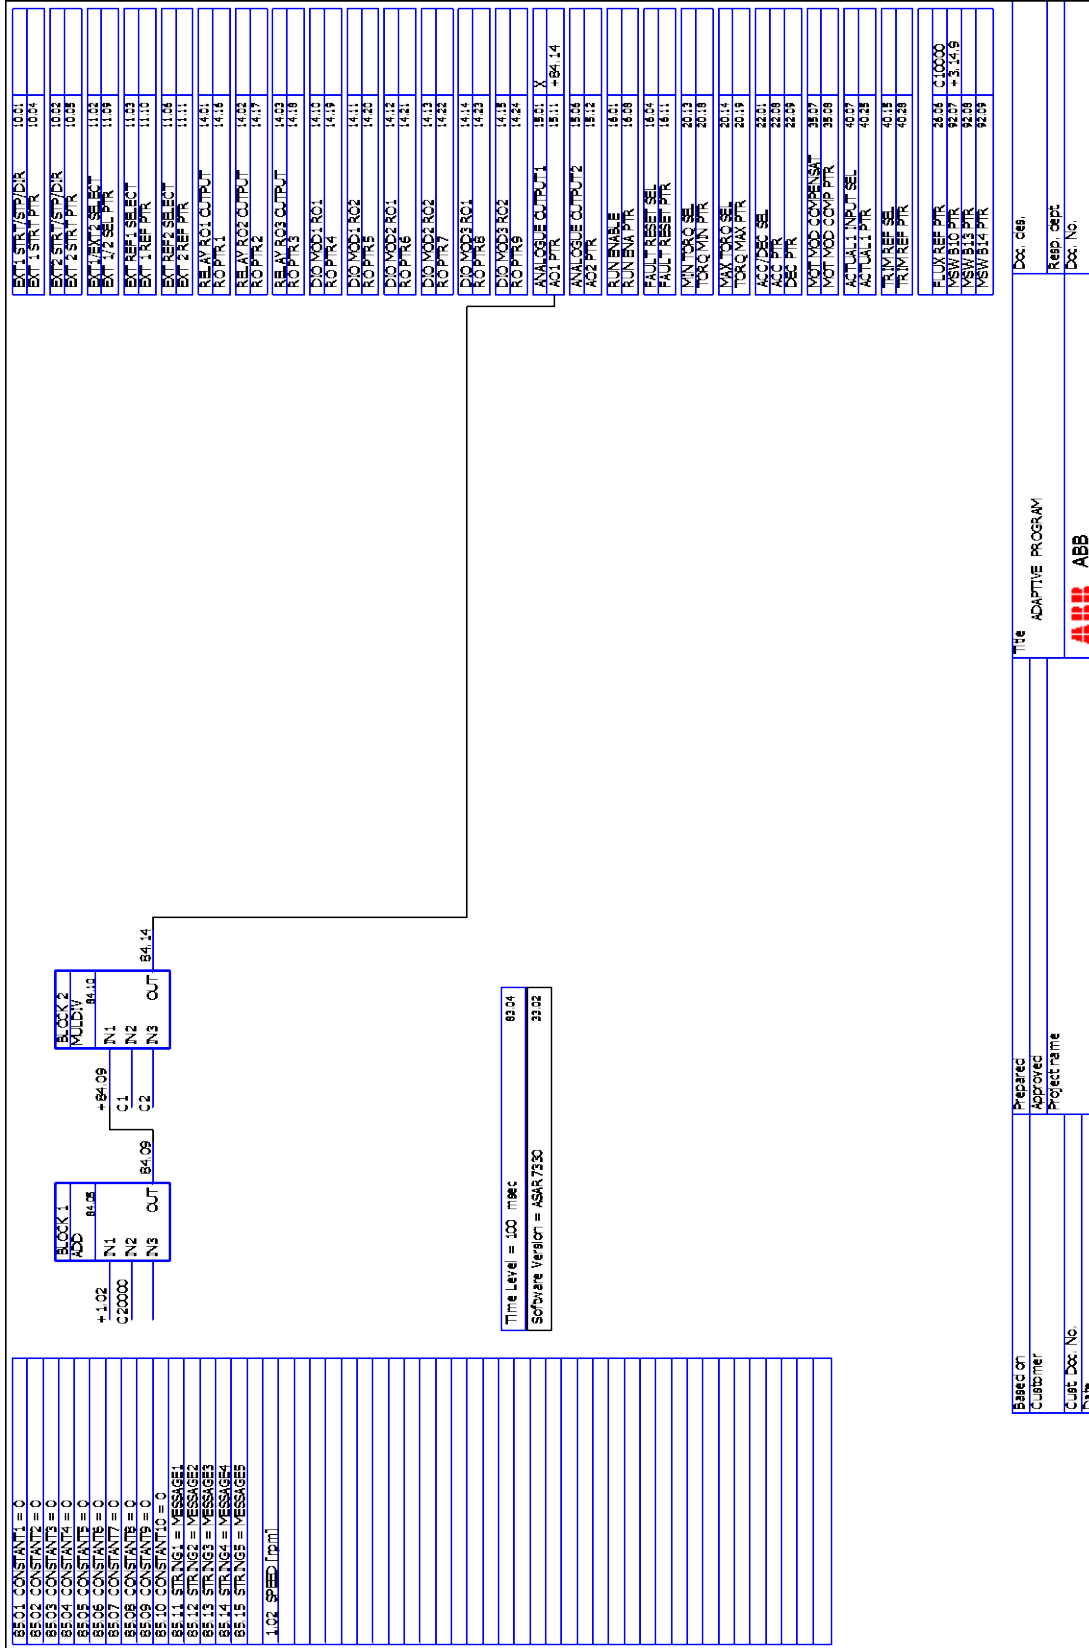 85.01 CONSTANT1 = 0
85.02 CONSTANT2 = 0
85.03 CONSTANT3 = 0
85.04 CONSTANT4 = 0
85.05 CONSTANT5 = 0
85.06 CONSTANT6 = 0
85.07 CONSTANT7 = 0
85.08 CONSTANT8 = 0
85.09 CONSTANT9 = 0
85.10 CONSTANT10 = 0
85.11 STRING1 = MESSAGE1
85.12 STRING2 = MESSAGE2
85.13 STRING3 = MESSAGE3
85.14 STRING4 = MESSAGE4
85.15 STRING5 = MESSAGE5
1.02 SPEED [rpm]
BLOCK 1
ADD
84.05
+1.02 IN1
C20000 IN2
IN3 OUT 84.09
BLOCK 2
MULDIV
84.10
+84.09 IN1
C1 IN2
C2 IN3 OUT 84.14
Time Level = 100 msec 83.04
Software Version = ASAR7330 33.02
EXT1 STRT/STP/DIR 10.01
EXT 1 STRT PTR 10.04
EXT2 STRT/STP/DIR 10.02
EXT 2 STRT PTR 10.05
EXT1/EXT2 SELECT 11.02
EXT 1/2 SEL PTR 11.09
EXT REF1 SELECT 11.03
EXT 1 REF PTR 11.10
EXT REF2 SELECT 11.06
EXT 2 REF PTR 11.11
RELAY RO1 OUTPUT 14.01
RO PTR1 14.16
RELAY RO2 OUTPUT 14.02
RO PTR2 14.17
RELAY RO3 OUTPUT 14.03
RO PTR3 14.18
DIO MOD1 RO1 14.10
RO PTR4 14.19
DIO MOD1 RO2 14.11
RO PTR5 14.20
DIO MOD2 RO1 14.12
RO PTR6 14.21
DIO MOD2 RO2 14.13
RO PTR7 14.22
DIO MOD3 RO1 14.14
RO PTR8 14.23
DIO MOD3 RO2 14.15
RO PTR9 14.24
ANALOGUE OUTPUT1 15.01 X
AO1 PTR 15.11 +84.14
ANALOGUE OUTPUT2 15.06
AO2 PTR 15.12
RUN ENABLE 16.01
RUN ENA PTR 16.08
FAULT RESET SEL 16.04
FAULT RESET PTR 16.11
MIN TORQ SEL 20.13
TORQ MIN PTR 20.18
MAX TORQ SEL 20.14
TORQ MAX PTR 20.19
ACC/DEC SEL 22.01
ACC PTR 22.08
DEC PTR 22.09
MOT MOD COMPENSAT 35.07
MOT MOD COMP PTR 35.08
ACTUAL1 INPUT SEL 40.07
ACTUAL1 PTR 40.25
TRIM REF SEL 40.15
TRIM REF PTR 40.28
FLUX REF PTR 26.06 C10000
MSW B10 PTR 92.07 +3.14.9
MSW B13 PTR 92.08
MSW B14 PTR 92.09
Based on
Customer
Cust. Doc. No.
Date
Prepared
Approved
Project name
Title
ADAPTIVE PROGRAM
ABB ABB
Doc. des.
Resp. dept
Doc. No.